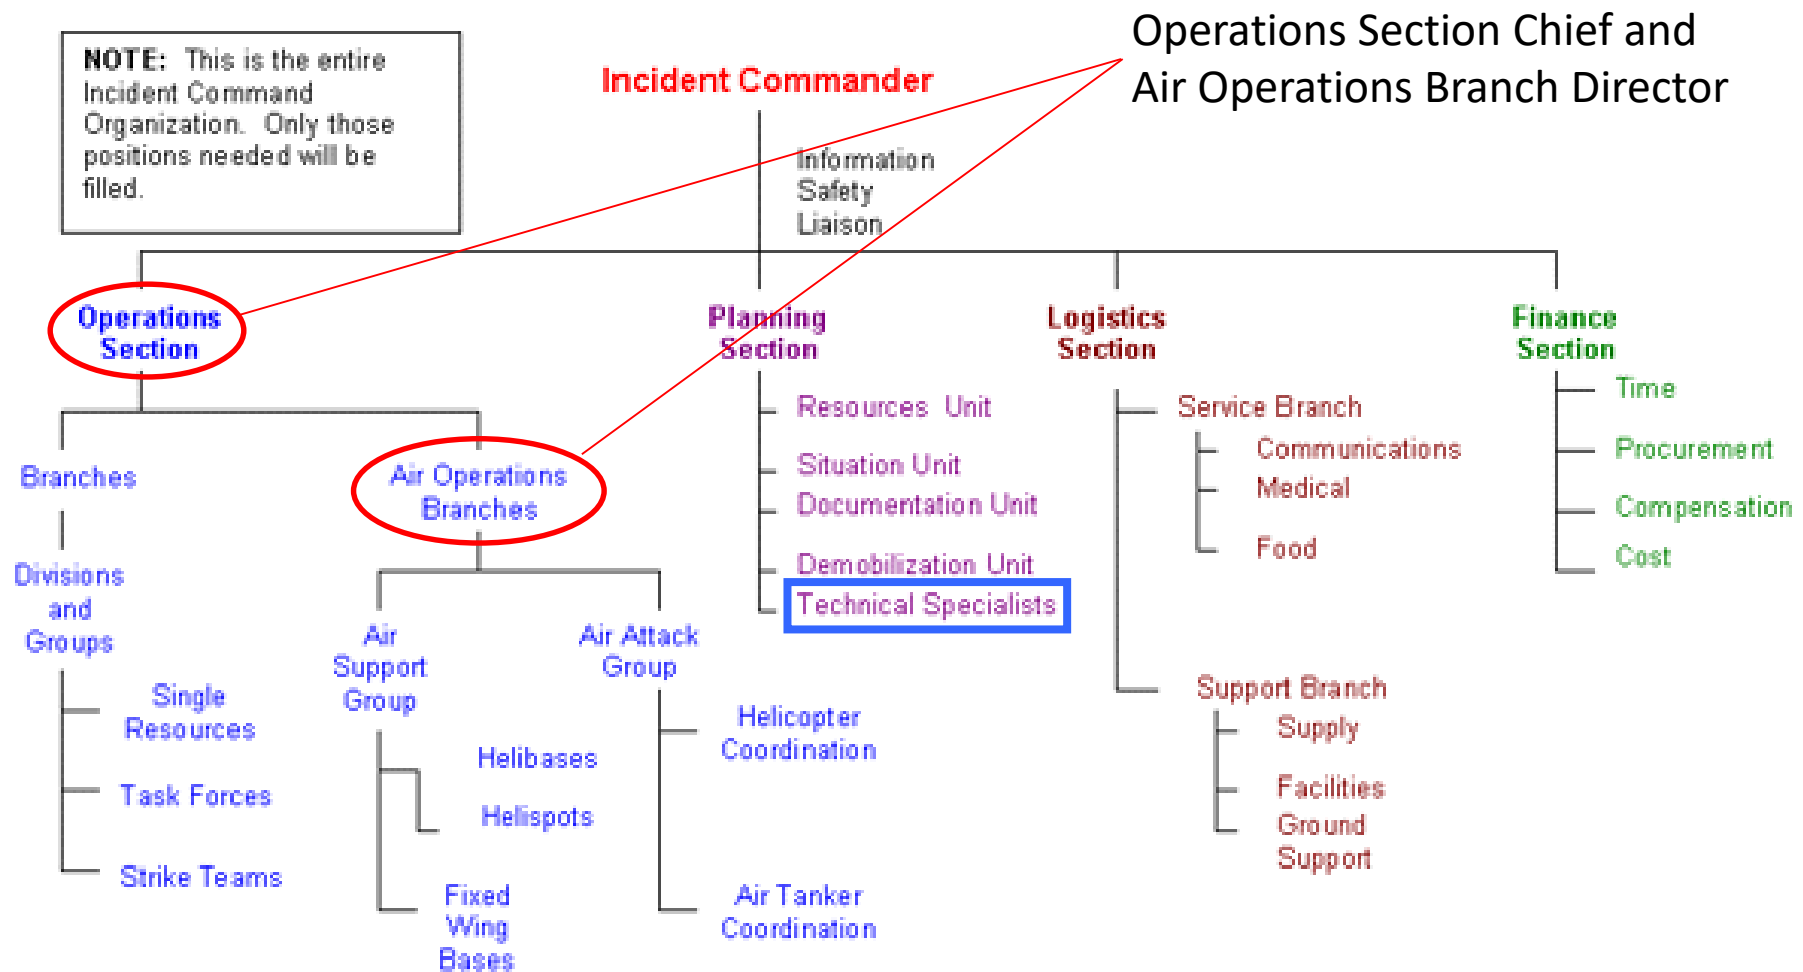 Operations Section Chief and
Air Operations Branch Director
NOTE: This is the entire
Incident Command
Organization. Only those
positions needed will be
filled.
Incident Commander
Information
Safety
Liaison
Operations
Section
Planning
Section
Logistics
Section
Finance
Section
Branches
Divisions
and
Groups
Single
Resources
Task Forces
Strike Teams
Air Operations
Branches
Air
Support
Group
Helibases
Helispots
Fixed
Wing
Bases
Air Attack
Group
Helicopter
Coordination
Air Tanker
Coordination
Resources Unit
Situation Unit
Documentation Unit
Demobilization Unit
Technical Specialists
Service Branch
Communications
Medical
Food
Support Branch
Supply
Facilities
Ground
Support
Time
Procurement
Compensation
Cost